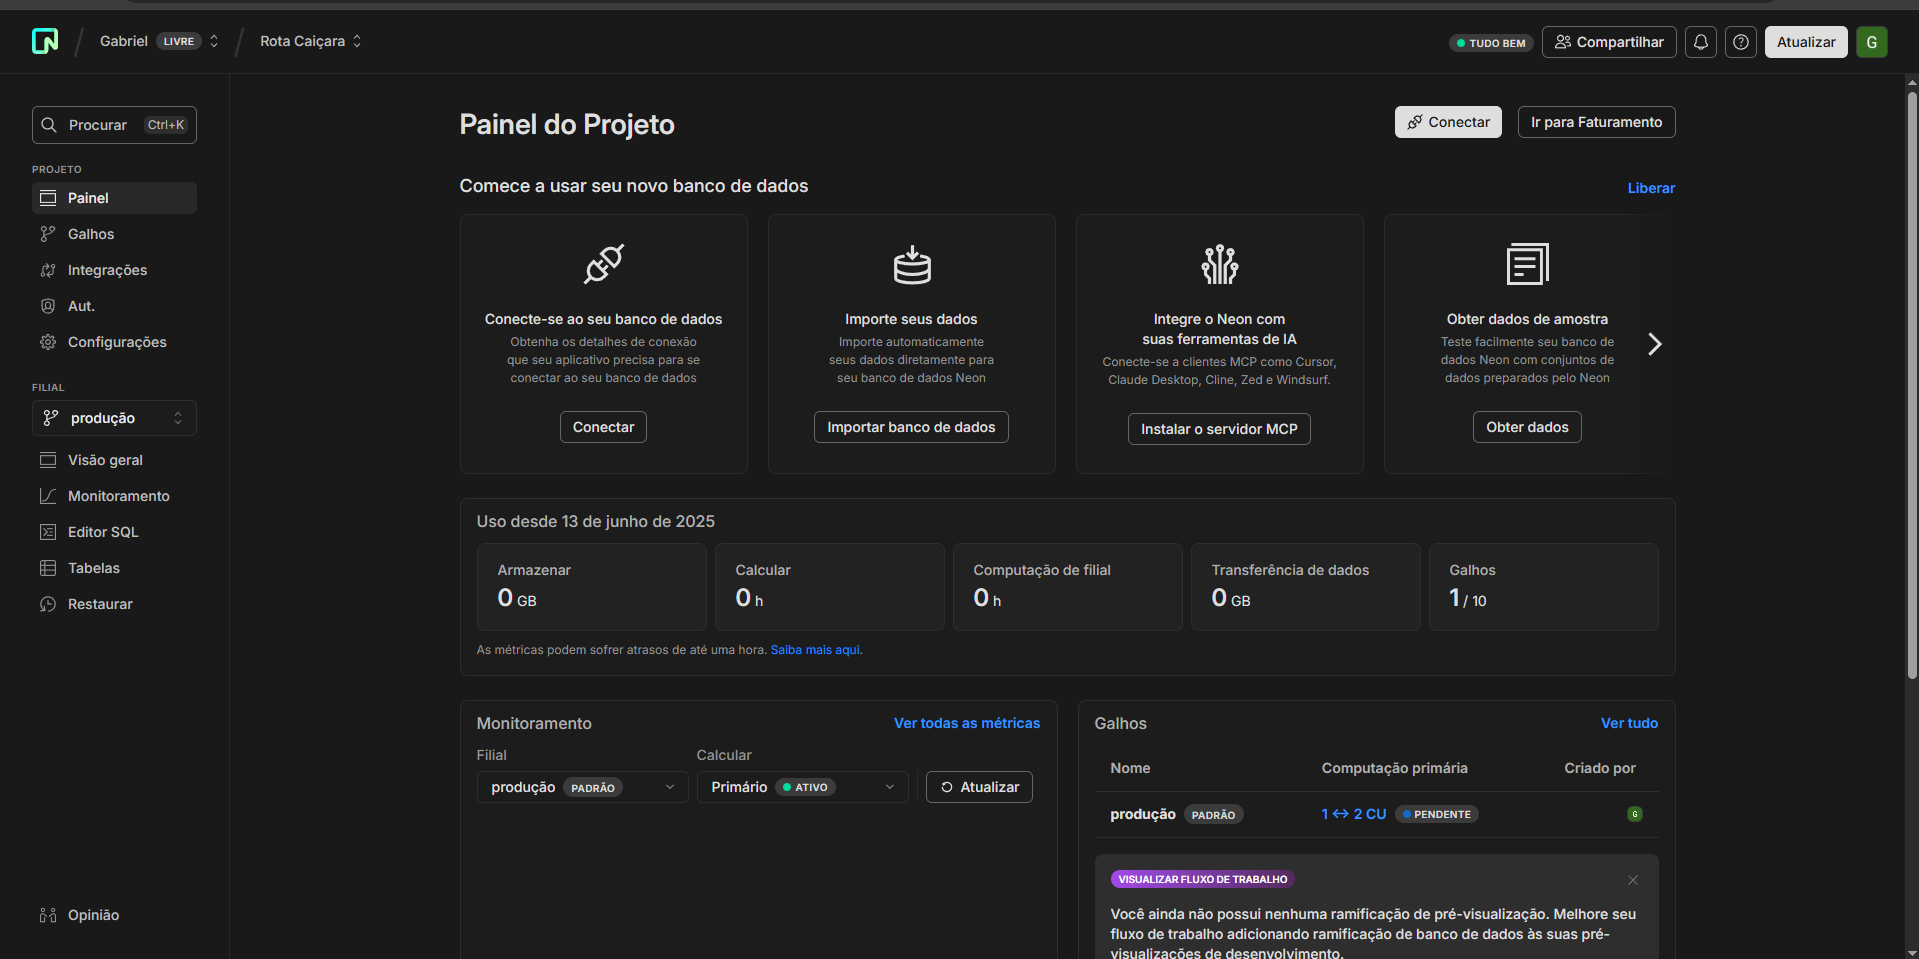 Gabriel LIVRE
Rota Caiçara
TUDO BEM
Compartilhar
Atualizar
G
Procurar Ctrl+K
PROJETO
Painel
Galhos
Integrações
Aut.
Configurações
FILIAL
produção
Visão geral
Monitoramento
Editor SQL
Tabelas
Restaurar
Opinião
Painel do Projeto
Conectar
Ir para Faturamento
Comece a usar seu novo banco de dados
Liberar
Conecte-se ao seu banco de dados
Obtenha os detalhes de conexão
que seu aplicativo precisa para se
conectar ao seu banco de dados
Conectar
Importe seus dados
Importe automaticamente
seus dados diretamente para
seu banco de dados Neon
Importar banco de dados
Integre o Neon com
suas ferramentas de IA
Conecte-se a clientes MCP como Cursor,
Claude Desktop, Cline, Zed e Windsurf.
Instalar o servidor MCP
Obter dados de amostra
Teste facilmente seu banco de
dados Neon com conjuntos de
dados preparados pelo Neon
Obter dados
Uso desde 13 de junho de 2025
Armazenar
0 GB
Calcular
0 h
Computação de filial
0 h
Transferência de dados
0 GB
Galhos
1 / 10
As métricas podem sofrer atrasos de até uma hora. Saiba mais aqui.
Monitoramento
Ver todas as métricas
Filial
produção PADRÃO
Calcular
Primário ATIVO
Atualizar
Galhos
Ver tudo
Nome Computação primária Criado por
produção PADRÃO 1 ↔ 2 CU PENDENTE G
VISUALIZAR FLUXO DE TRABALHO
Você ainda não possui nenhuma ramificação de pré-visualização. Melhore seu
fluxo de trabalho adicionando ramificação de banco de dados às suas pré-
visualizações de desenvolvimento.